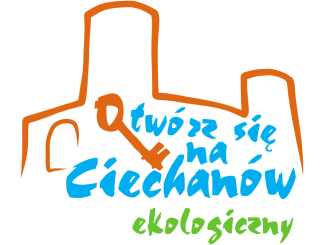 Otwórz się
na
Ciechanów
ekologiczny